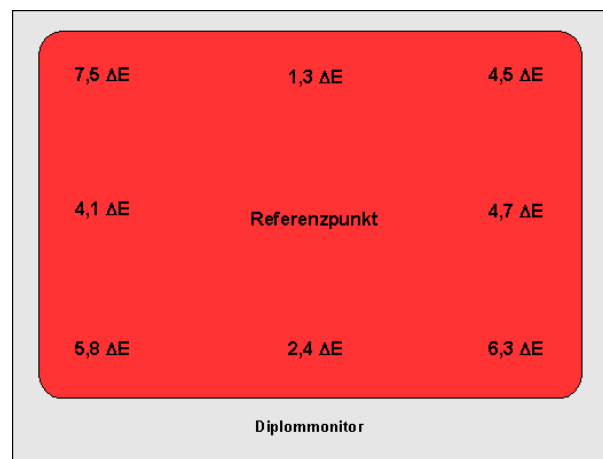 7,5 ΔE 1,3 ΔE 4,5 ΔE
4,1 ΔE Referenzpunkt 4,7 ΔE
5,8 ΔE 2,4 ΔE 6,3 ΔE
Diplommonitor